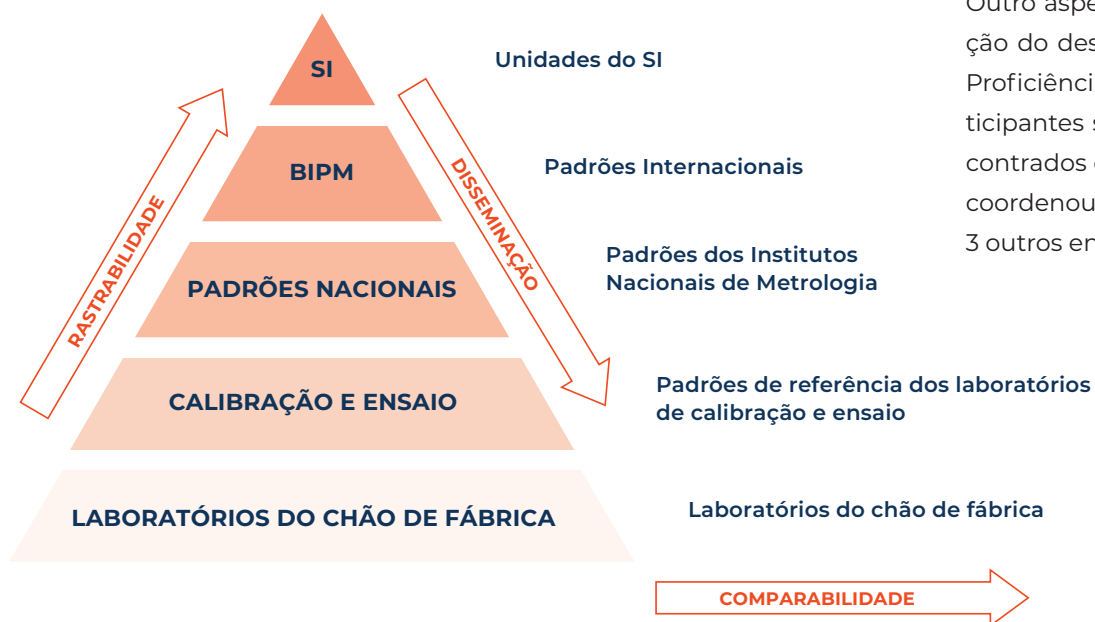 SI
Unidades do SI
BIPM
Padrões Internacionais
PADRÕES NACIONAIS
Padrões dos Institutos
Nacionais de Metrologia
CALIBRAÇÃO E ENSAIO
Padrões de referência dos laboratórios
de calibração e ensaio
LABORATÓRIOS DO CHÃO DE FÁBRICA
Laboratórios do chão de fábrica
RASTRABILIDADE
DISSEMINAÇÃO
COMPARABILIDADE
Outro
ção do
Proficiênci
ticipantes
contrados
coordenou
3 outros